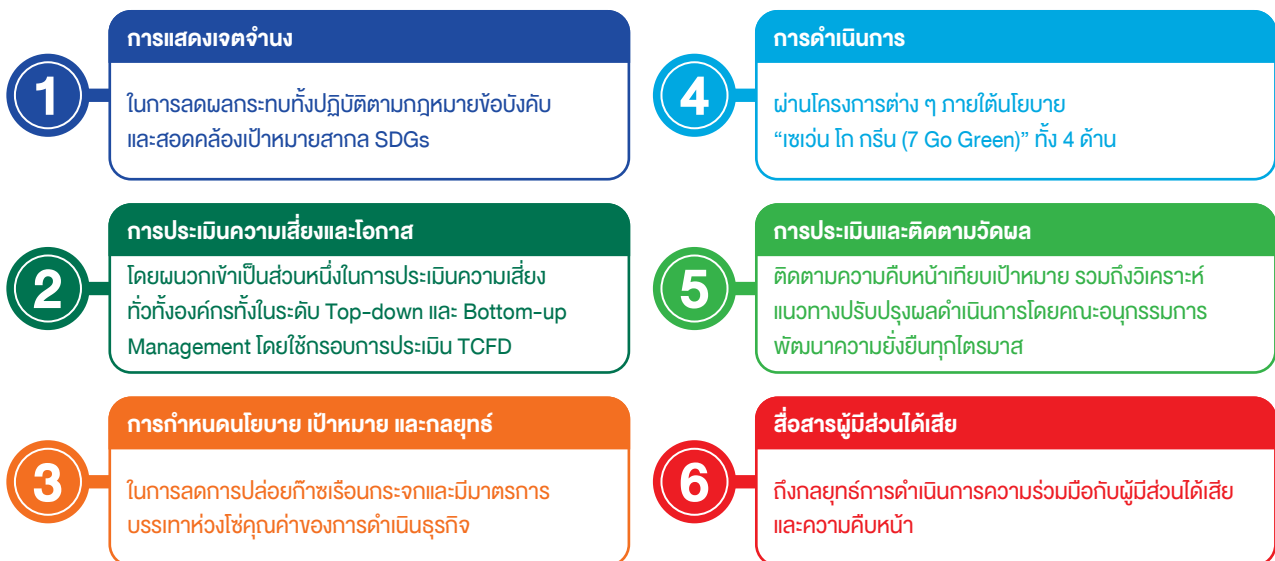 1
การแสดงเจตจำนง
ในการลดผลกระทบทั้งปฏิบัติตามกฎหมายข้อบังคับ
และสอดคล้องเป้าหมายสากล SDGs
2
การประเมินความเสี่ยงและโอกาส
โดยผนวกเข้าเป็นส่วนหนึ่งในการประเมินความเสี่ยง
ทั่วทั้งองค์กรทั้งในระดับ Top-down และ Bottom-up
Management โดยใช้กรอบการประเมิน TCFD
3
การกำหนดนโยบาย เป้าหมาย และกลยุทธ์
ในการลดการปล่อยก๊าซเรือนกระจกและมีมาตรการ
บรรเทาห่วงโซ่คุณค่าของการดำเนินธุรกิจ
4
การดำเนินการ
ผ่านโครงการต่าง ๆ ภายใต้นโยบาย
“เซเว่น โก กรีน (7 Go Green)” ทั้ง 4 ด้าน
5
การประเมินและติดตามวัดผล
ติดตามความคืบหน้าเทียบเป้าหมาย รวมถึงวิเคราะห์
แนวทางปรับปรุงผลดำเนินการโดยคณะอนุกรรมการ
พัฒนาความยั่งยืนทุกไตรมาส
6
สื่อสารผู้มีส่วนได้เสีย
ถึงกลยุทธ์การดำเนินการความร่วมมือกับผู้มีส่วนได้เสีย
และความคืบหน้า